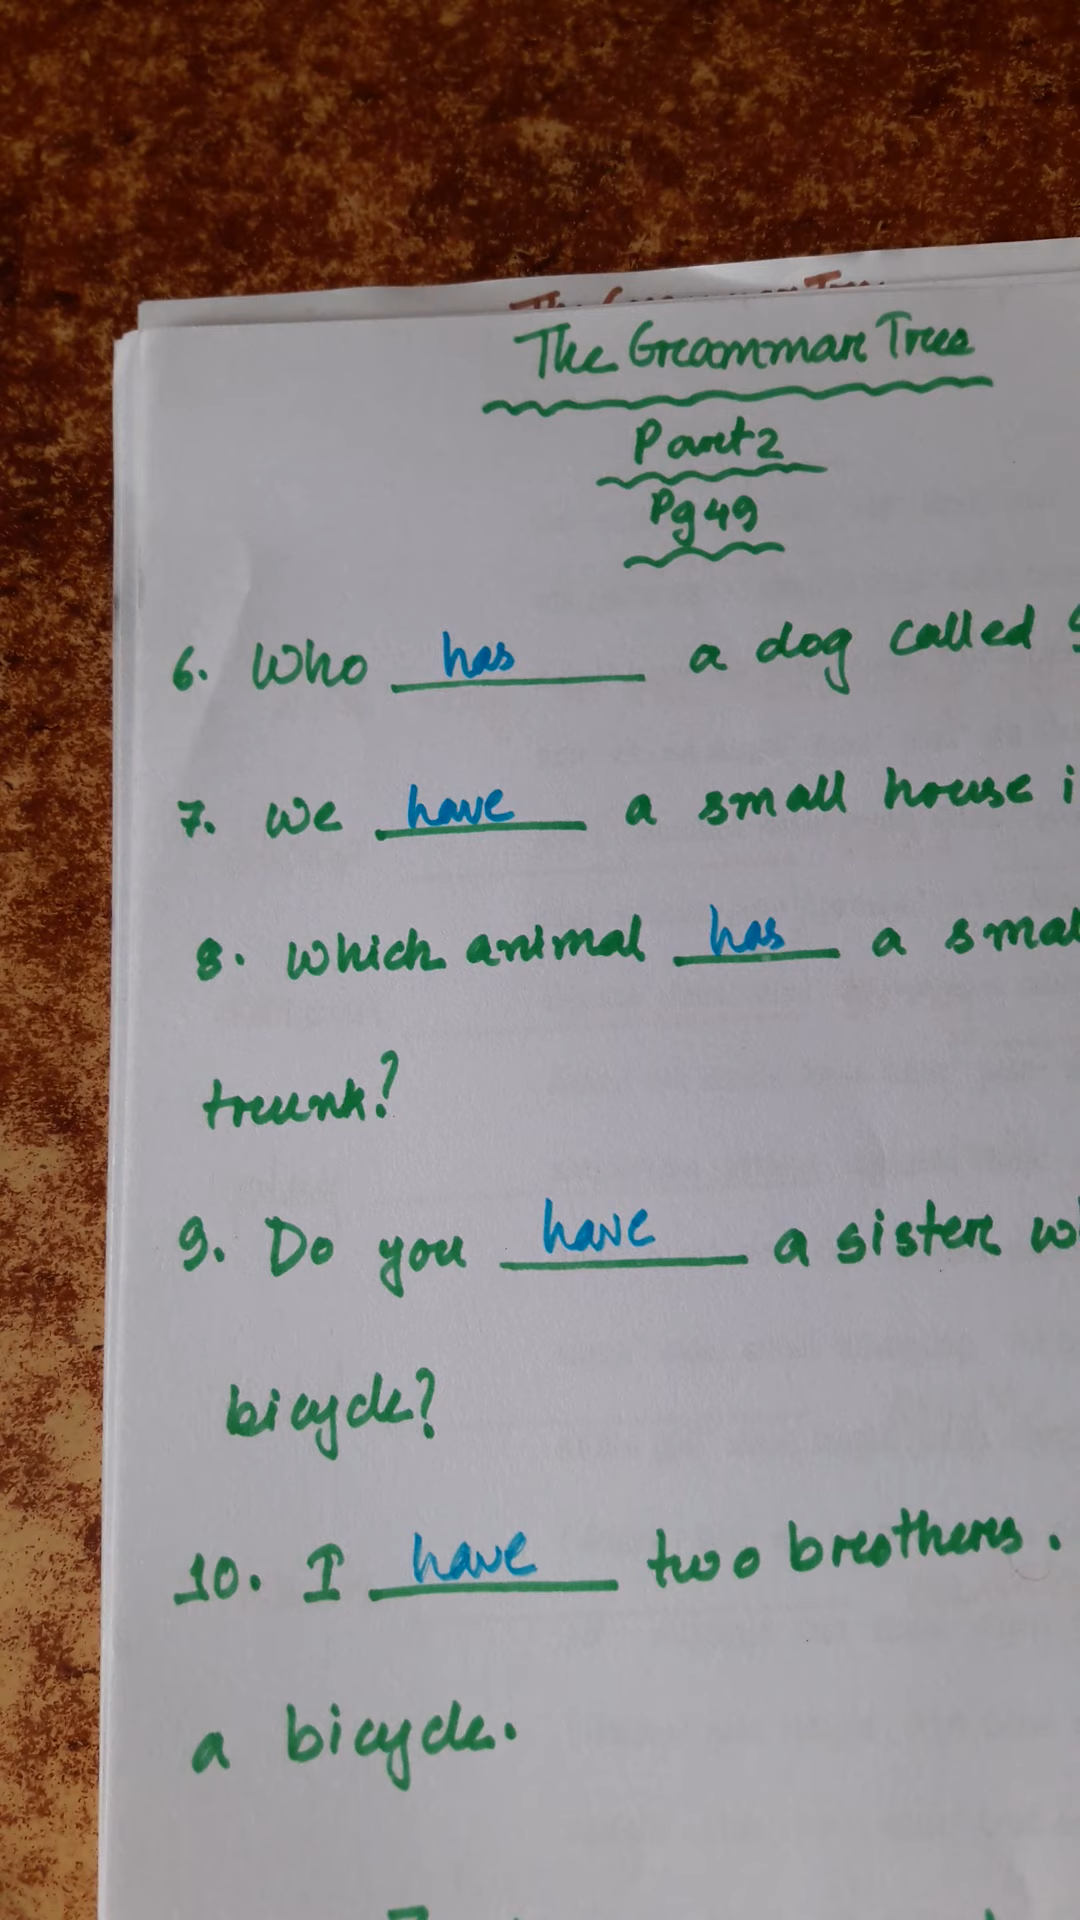 The Grammar Tree
Part 2
Pg 49
6. Who has a dog called
7. We have a small house
8. Which animal has a
trunk?
9. Do you have a sister
bicycle?
10. I have two brothers.
a bicycle.